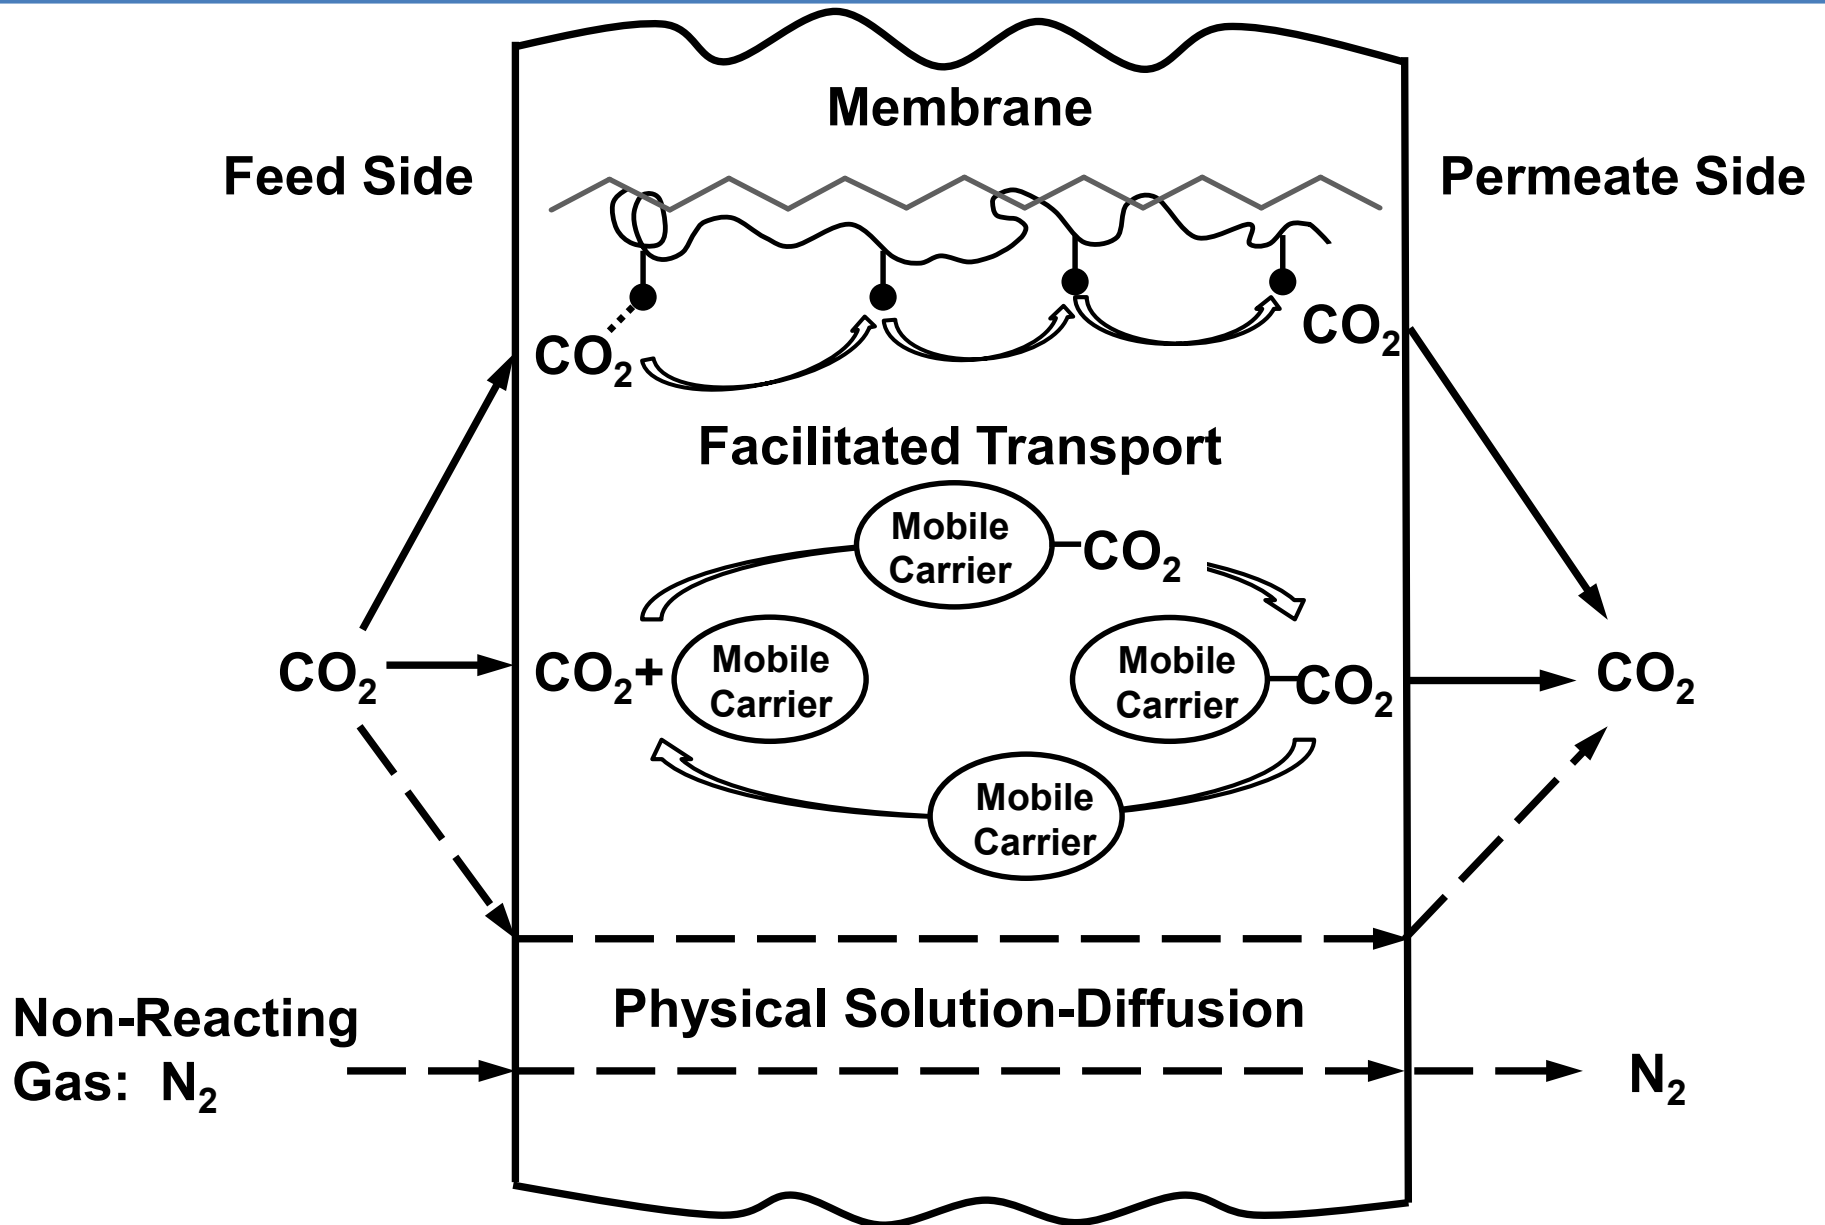 Membrane
Feed Side
Permeate Side
CO₂
CO₂
Facilitated Transport
Mobile
Carrier
CO₂
CO₂
CO₂+
Mobile
Carrier
Mobile
Carrier
CO₂
CO₂
Mobile
Carrier
Physical Solution-Diffusion
Non-Reacting
Gas: N₂
N₂